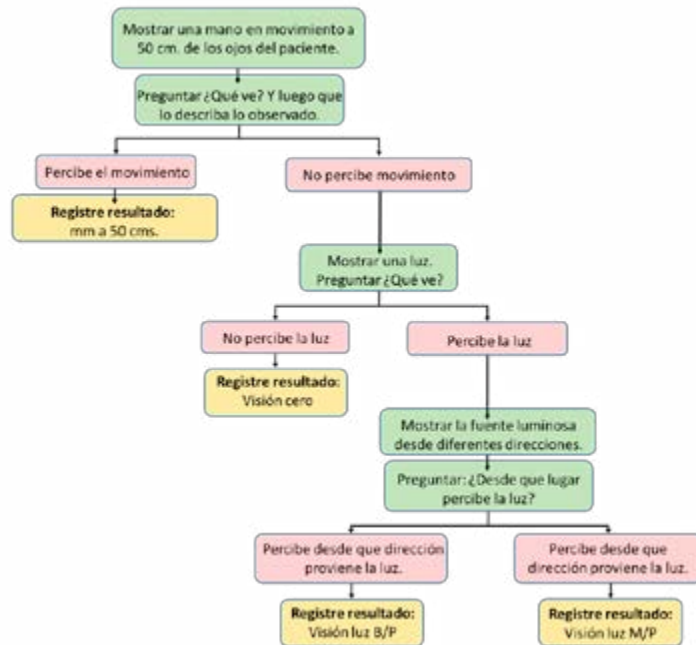 Mostrar una mano en movimiento a
50 cm. de los ojos del paciente.
Preguntar ¿Qué ve? Y luego que
lo describa lo observado.
Percibe el movimiento
No percibe movimiento
Registre resultado:
mm a 50 cms.
Mostrar una luz.
Preguntar ¿Qué ve?
No percibe la luz
Percibe la luz
Registre resultado:
Visión cero
Mostrar la fuente luminosa
desde diferentes direcciones.
Preguntar: ¿Desde que lugar
percibe la luz?
Percibe desde que dirección
proviene la luz.
Percibe desde que
dirección proviene la luz.
Registre resultado:
Visión luz B/P
Registre resultado:
Visión luz M/P